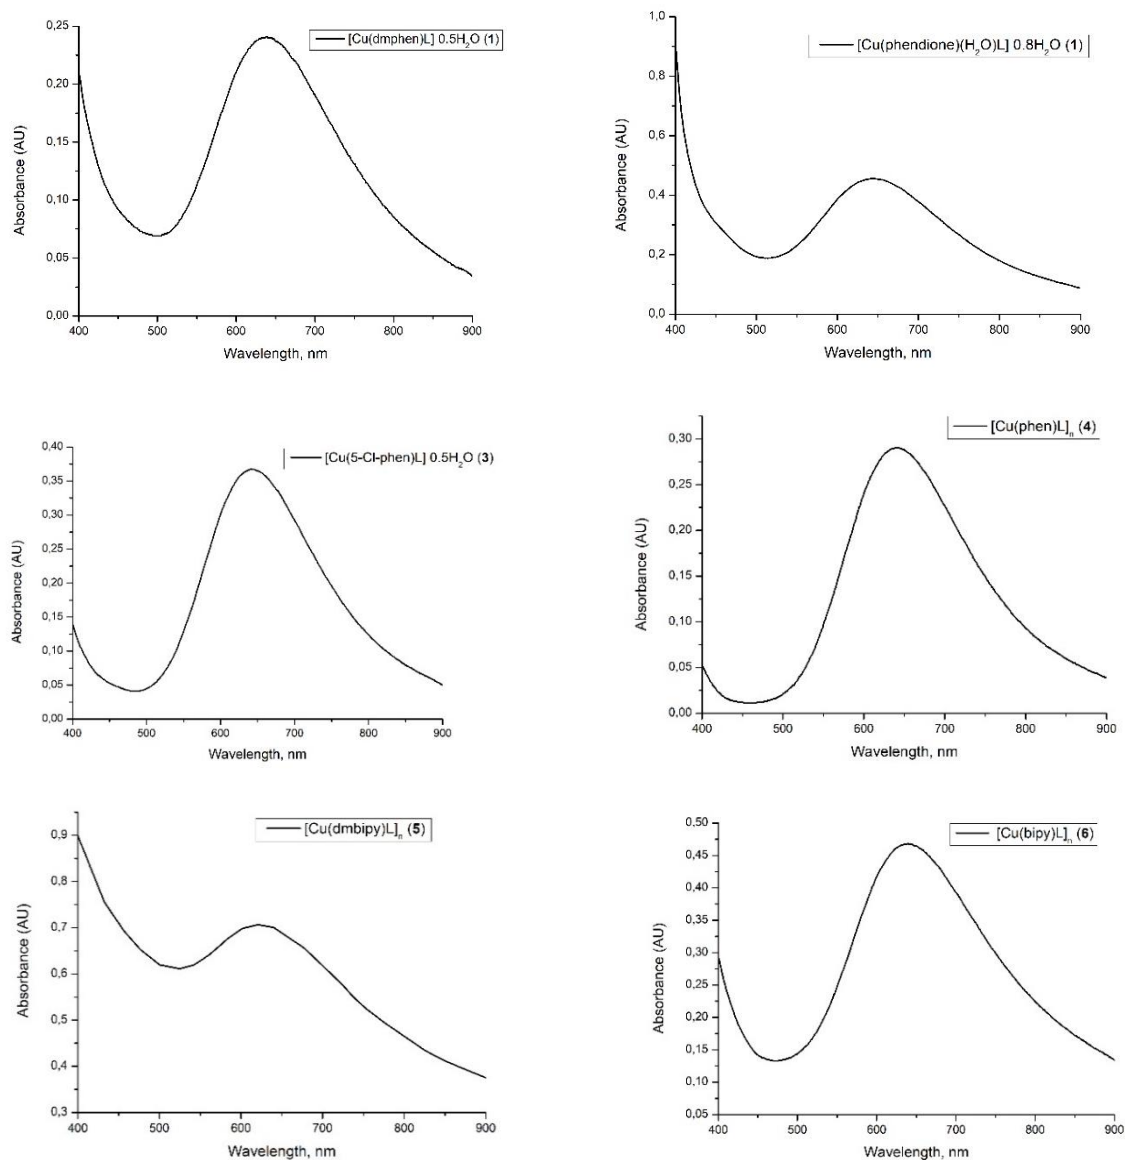 [Cu(dmphen)L] 0.5H₂O (1)
0,25
0,20
0,15
0,10
0,05
0,00
Absorbance (AU)
400 500 600 700 800 900
Wavelength, nm
[Cu(phendione)(H₂O)L] 0.8H₂O (1)
1,0
0,8
0,6
0,4
0,2
0,0
Absorbance (AU)
400 500 600 700 800 900
Wavelength, nm
[Cu(5-Cl-phen)L] 0.5H₂O (3)
0,40
0,35
0,30
0,25
0,20
0,15
0,10
0,05
0,00
Absorbance (AU)
400 500 600 700 800 900
Wavelength, nm
[Cu(phen)L]ₙ (4)
0,30
0,25
0,20
0,15
0,10
0,05
0,00
Absorbance (AU)
400 500 600 700 800 900
Wavelength, nm
[Cu(dmbipy)L]ₙ (5)
0,9
0,8
0,7
0,6
0,5
0,4
0,3
Absorbance (AU)
400 500 600 700 800 900
Wavelength, nm
[Cu(bipy)L]ₙ (6)
0,50
0,45
0,40
0,35
0,30
0,25
0,20
0,15
0,10
0,05
Absorbance (AU)
400 500 600 700 800 900
Wavelength, nm